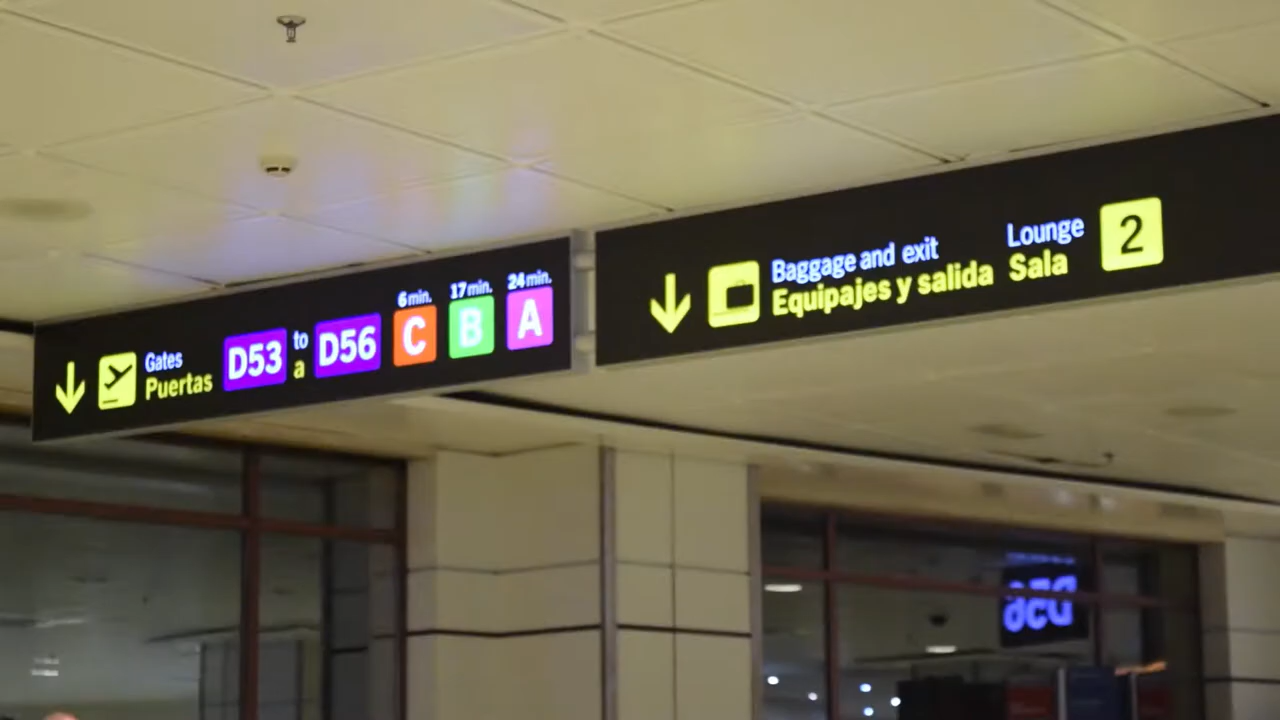 Gates
Puertas
D53 to a D56
6 min. 17 min. 24 min.
C B A
Baggage and exit
Equipajes y salida
Lounge
Sala
2